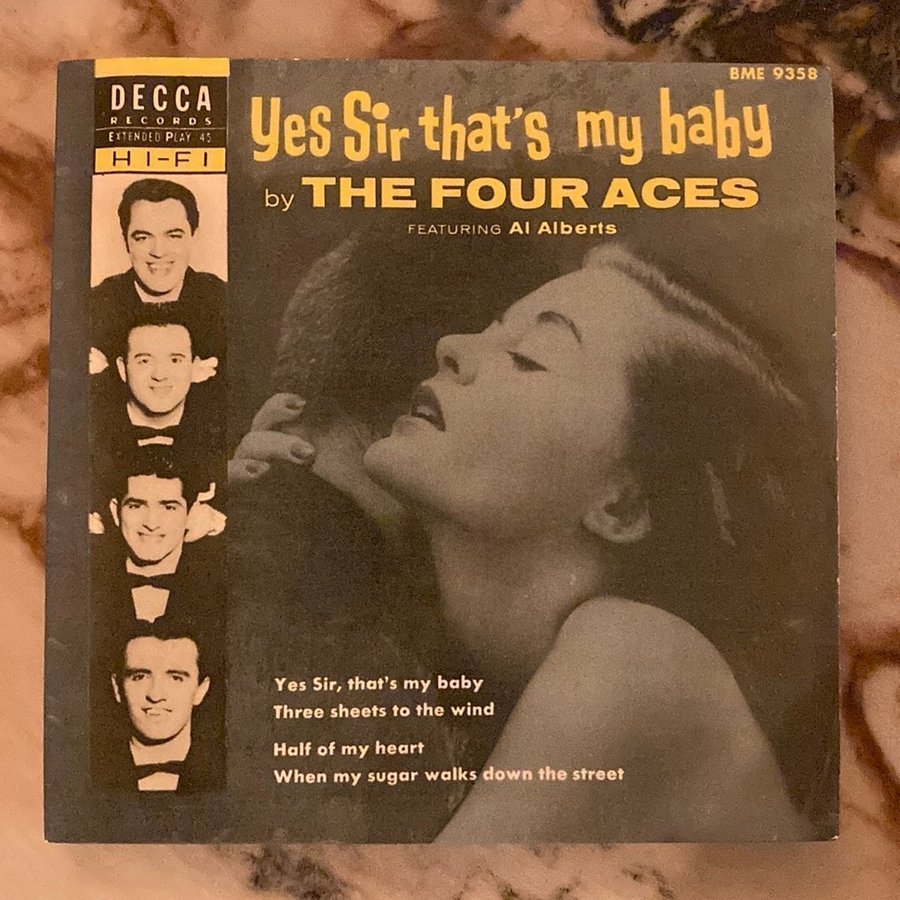 DECCA
RECORDS
EXTENDED PLAY 45
HI-FI
BME 9358
Yes Sir that's my baby
by THE FOUR ACES
FEATURING Al Alberts
Yes Sir, that's my baby
Three sheets to the wind
Half of my heart
When my sugar walks down the street